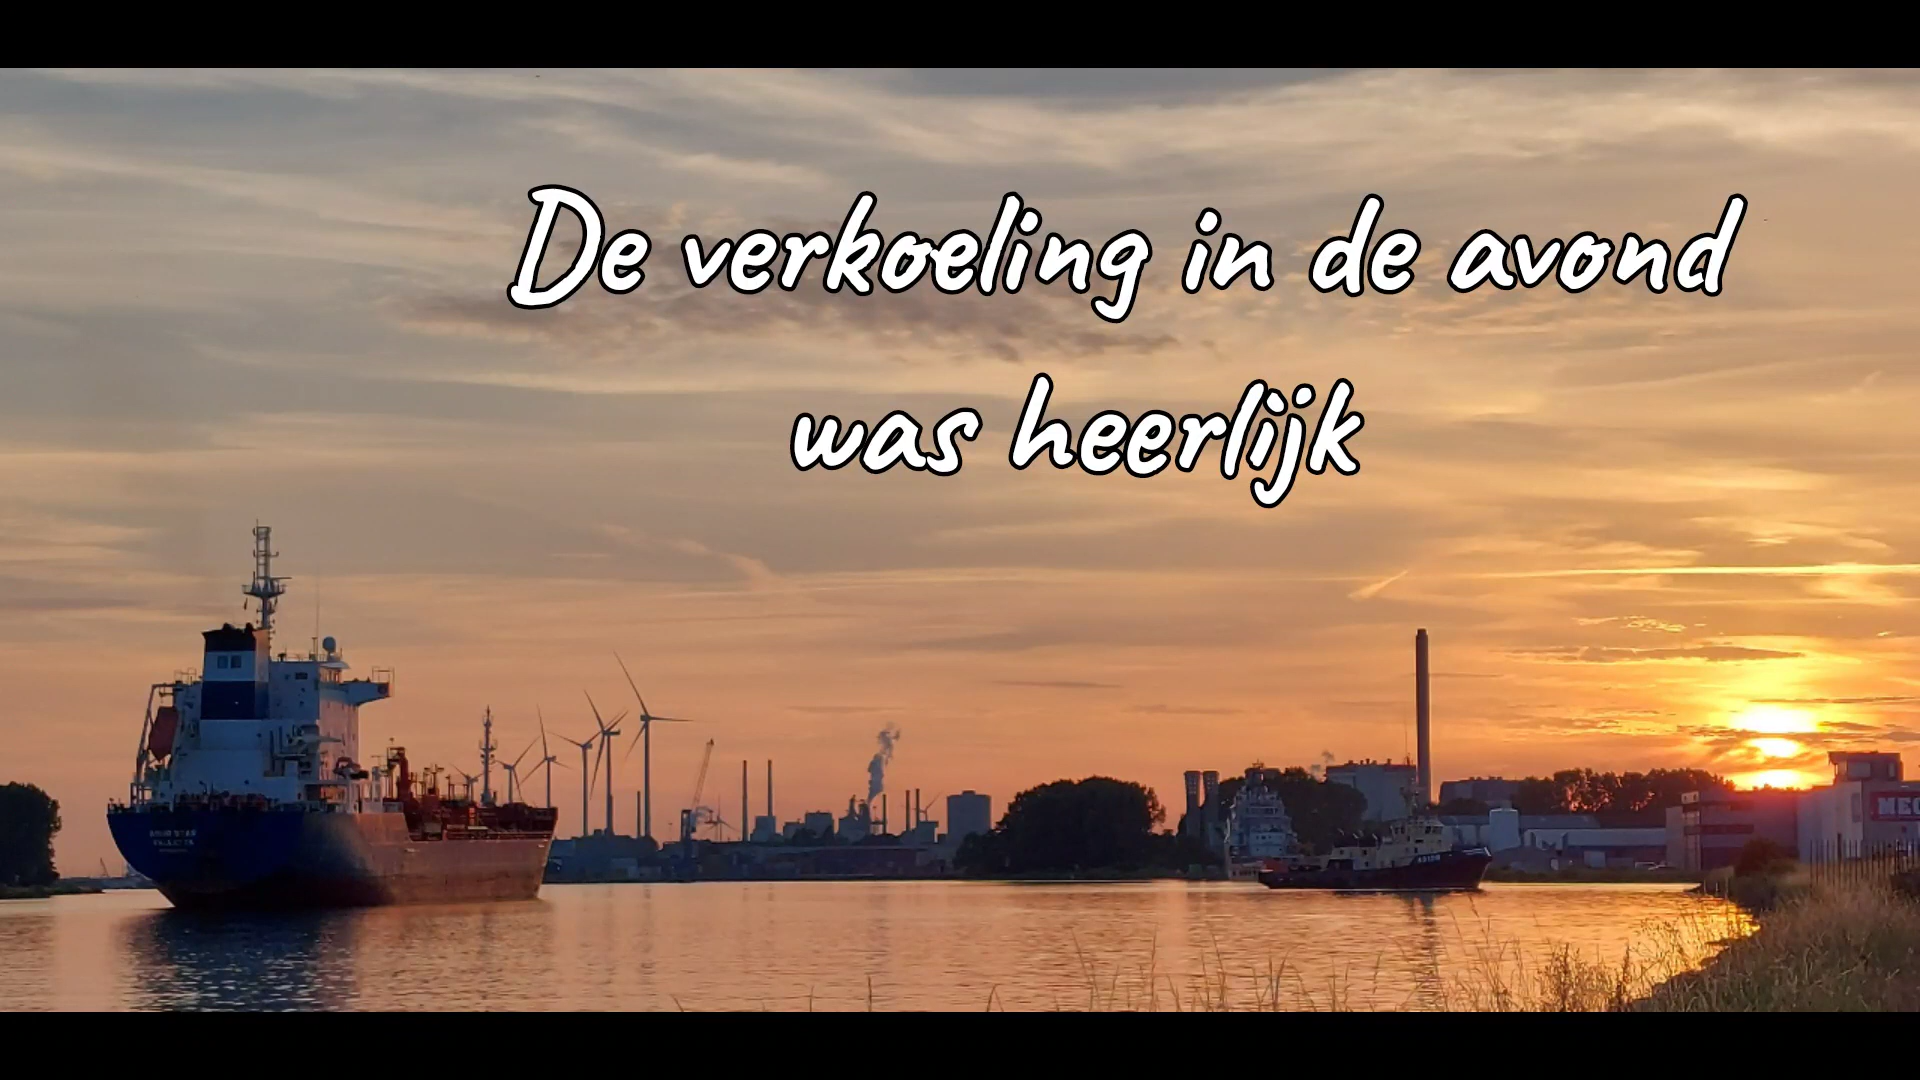 De verkoeling in de avond
was heerlijk